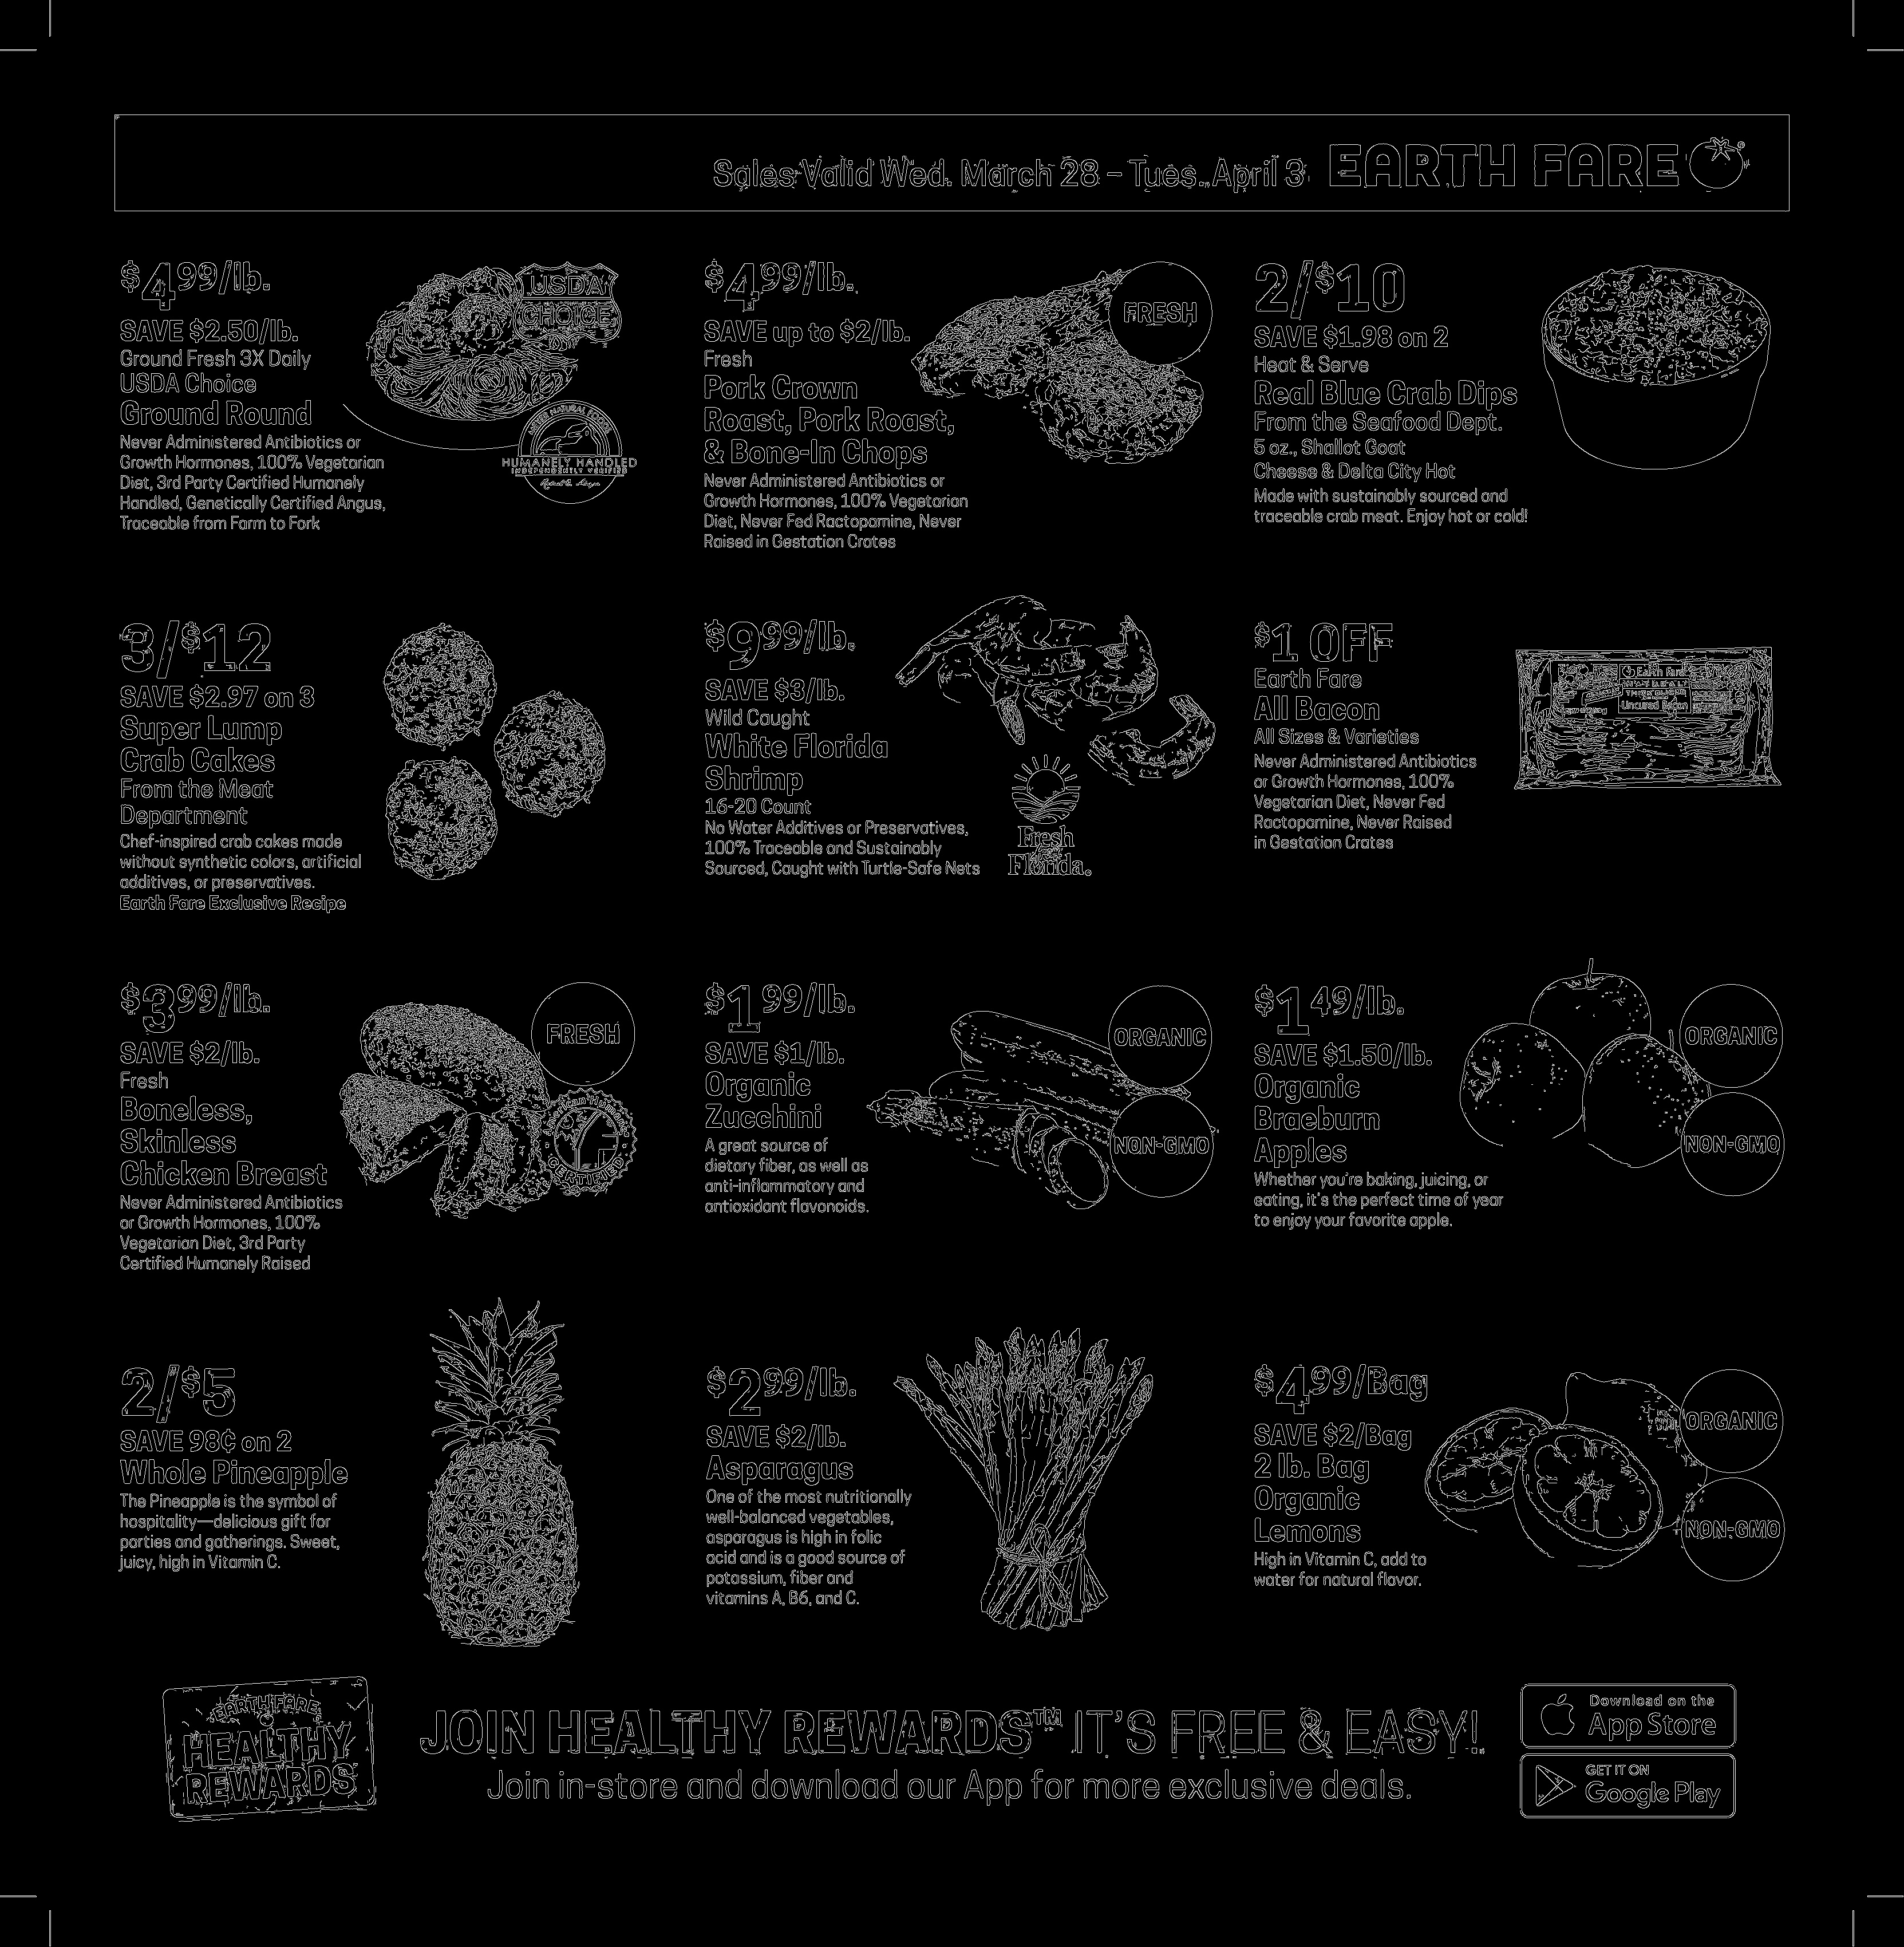 Sales Valid Wed. March 28 – Tues. April 3 EARTH FARE
$4.99/lb.
SAVE $2.50/lb.
Ground Fresh 3X Daily
USDA Choice
Ground Round
Never Administered Antibiotics or
Growth Hormones, 100% Vegetarian
Diet, 3rd Party Certified Humanely
Handled, Genetically Certified Angus,
Traceable from Farm to Fork
USDA
CHOICE
HUMANELY HANDLED
INDEPENDENTLY VERIFIED
$4.99/lb.
SAVE up to $2/lb.
Fresh
Pork Crown
Roast, Pork Roast,
& Bone-In Chops
Never Administered Antibiotics or
Growth Hormones, 100% Vegetarian
Diet, Never Fed Ractopamine, Never
Raised in Gestation Crates
FRESH
2/$10
SAVE $1.98 on 2
Heat & Serve
Real Blue Crab Dips
From the Seafood Dept.
5 oz., Shallot Goat
Cheese & Delta City Hot
Made with sustainably sourced and
traceable crab meat. Enjoy hot or cold!
3/$12
SAVE $2.97 on 3
Super Lump
Crab Cakes
From the Meat
Department
Chef-inspired crab cakes made
without synthetic colors, artificial
additives, or preservatives.
Earth Fare Exclusive Recipe
$9.99/lb.
SAVE $3/lb.
Wild Caught
White Florida
Shrimp
16-20 Count
No Water Additives or Preservatives,
100% Traceable and Sustainably
Sourced, Caught with Turtle-Safe Nets
Fresh
Florida
$1 OFF
Earth Fare
All Bacon
All Sizes & Varieties
Never Administered Antibiotics
or Growth Hormones, 100%
Vegetarian Diet, Never Fed
Ractopamine, Never Raised
in Gestation Crates
Earth Fare
Uncured Bacon
$3.99/lb.
SAVE $2/lb.
Fresh
Boneless,
Skinless
Chicken Breast
Never Administered Antibiotics
or Growth Hormones, 100%
Vegetarian Diet, 3rd Party
Certified Humanely Raised
FRESH
CERTIFIED
$1.99/lb.
SAVE $1/lb.
Organic
Zucchini
A great source of
dietary fiber, as well as
anti-inflammatory and
antioxidant flavonoids.
ORGANIC
NON-GMO
$1.49/lb.
SAVE $1.50/lb.
Organic
Braeburn
Apples
Whether you're baking, juicing, or
eating, it's the perfect time of year
to enjoy your favorite apple.
ORGANIC
NON-GMO
2/$5
SAVE 98¢ on 2
Whole Pineapple
The Pineapple is the symbol of
hospitality—delicious gift for
parties and gatherings. Sweet,
juicy, high in Vitamin C.
$2.99/lb.
SAVE $2/lb.
Asparagus
One of the most nutritionally
well-balanced vegetables,
asparagus is high in folic
acid and is a good source of
potassium, fiber and
vitamins A, B6, and C.
$4.99/Bag
SAVE $2/Bag
2 lb. Bag
Organic
Lemons
High in Vitamin C, add to
water for natural flavor.
ORGANIC
NON-GMO
EARTH FARE
HEALTHY
REWARDS
JOIN HEALTHY REWARDS™ IT'S FREE & EASY!
Join in-store and download our App for more exclusive deals.
Download on the
App Store
GET IT ON
Google Play